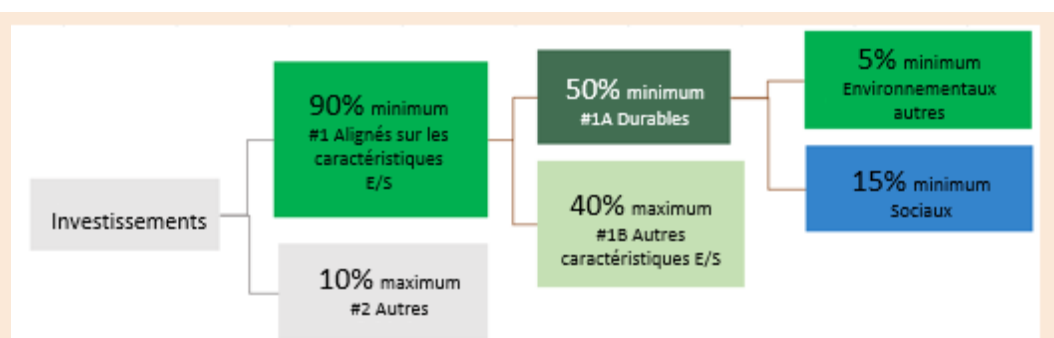 Investissements
90% minimum
#1 Alignés sur les
caractéristiques
E/S
10% maximum
#2 Autres
50% minimum
#1A Durables
40% maximum
#1B Autres
caractéristiques E/S
5% minimum
Environnementaux
autres
15% minimum
Sociaux